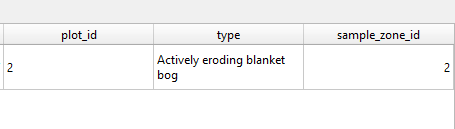 plot_id type sample_zone_id
2 Actively eroding blanket 2
bog